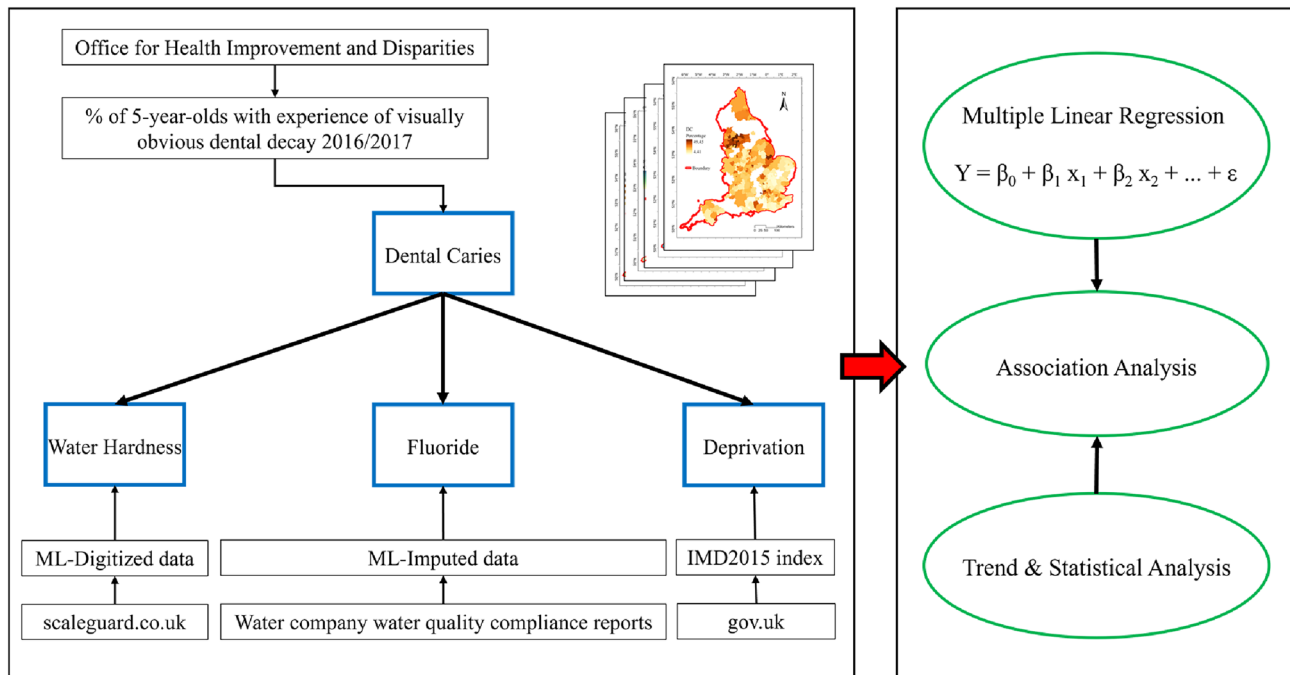 Office for Health Improvement and Disparities
% of 5-year-olds with experience of visually
obvious dental decay 2016/2017
Dental Caries
Water Hardness
Fluoride
Deprivation
ML-Digitized data
ML-Imputed data
IMD2015 index
scaleguard.co.uk
Water company water quality compliance reports
gov.uk
N
DC
Percentage
Boundary
Multiple Linear Regression
Y = β₀ + β₁ x₁ + β₂ x₂ + ... + ε
Association Analysis
Trend & Statistical Analysis